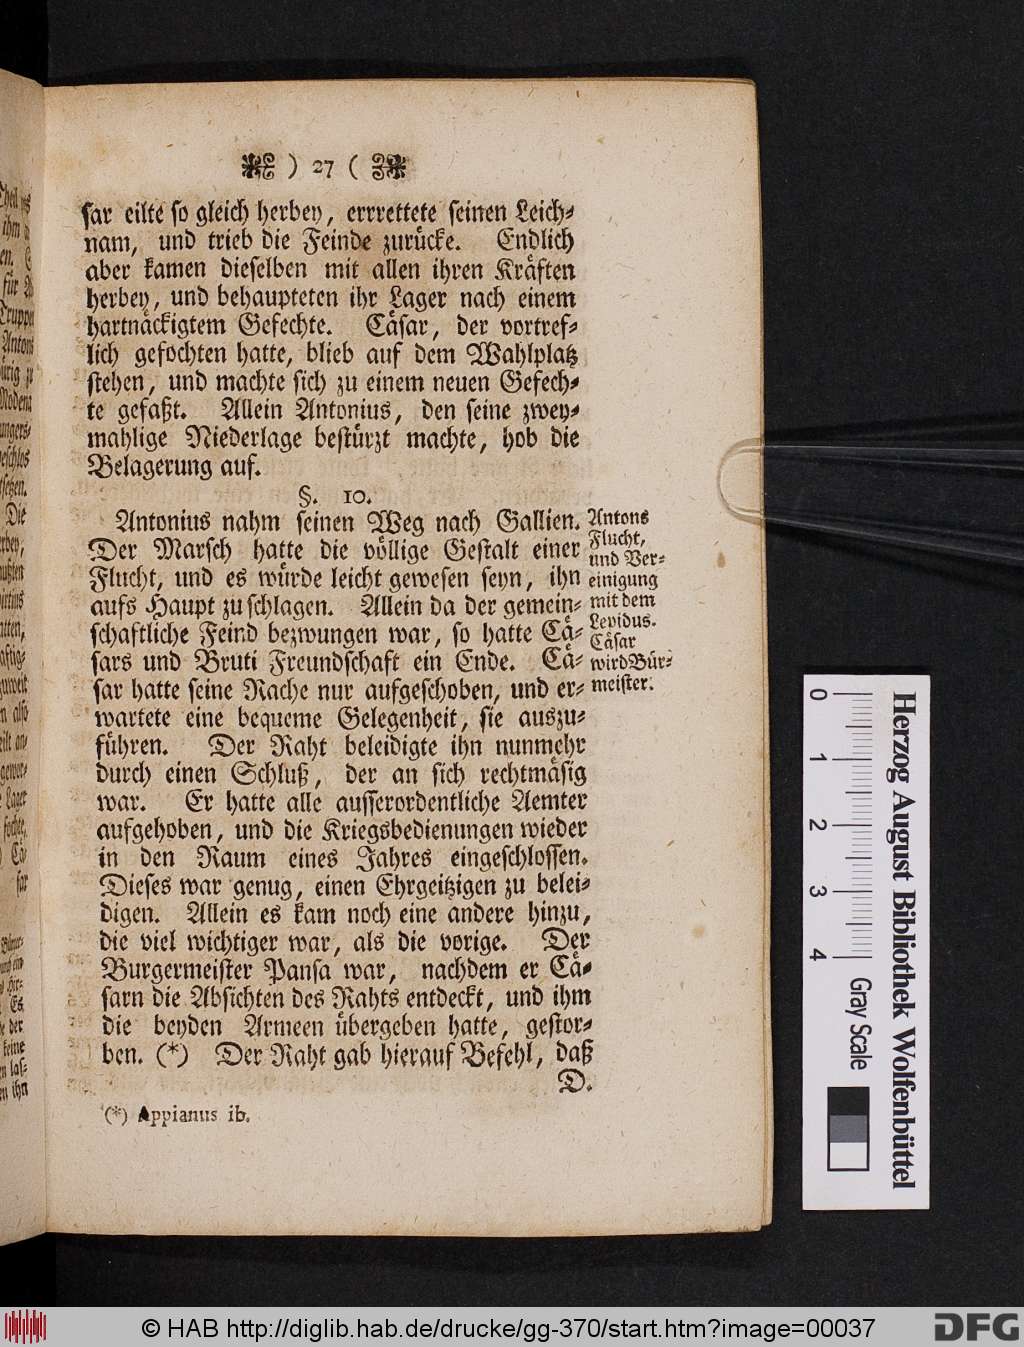 ) 27 (
sar eilte so gleich herbey, errrettete seinen Leich-
nam, und trieb die Feinde zurücke. Endlich
aber kamen dieselben mit allen ihren Kräften
herbey, und behaupteten ihr Lager nach einem
hartnäckigtem Gefechte. Cäsar, der vortref-
lich gefochten hatte, blieb auf dem Wahlplatz
stehen, und machte sich zu einem neuen Gefech-
te gefaßt. Allein Antonius, den seine zwey-
mahlige Niederlage bestürzt machte, hob die
Belagerung auf.
§. 10.
Antonius nahm seinen Weg nach Gallien.
Der Marsch hatte die völlige Gestalt einer
Flucht, und es würde leicht gewesen seyn, ihn
aufs Haupt zu schlagen. Allein da der gemein-
schaftliche Feind bezwungen war, so hatte Cä-
sars und Bruti Freundschaft ein Ende. Cä-
sar hatte seine Rache nur aufgeschoben, und er-
wartete eine bequeme Gelegenheit, sie auszu-
führen. Der Raht beleidigte ihn nunmehr
durch einen Schluß, der an sich rechtmäsig
war. Er hatte alle ausserordentliche Aemter
aufgehoben, und die Kriegsbedienungen wieder
in den Raum eines Jahres eingeschlossen.
Dieses war genug, einen Ehrgeitzigen zu belei-
digen. Allein es kam noch eine andere hinzu,
die viel wichtiger war, als die vorige. Der
Burgermeister Pansa war, nachdem er Cä-
sarn die Absichten des Rahts entdeckt, und ihm
die beyden Armeen übergeben hatte, gestor-
ben. (*) Der Raht gab hierauf Befehl, daß
D.
(*) Appianus ib.
Antons
Flucht,
und Ver-
einigung
mit dem
Lepidus.
Cäsar
wird Bür-
meister.
0 1 2 3 4
Herzog August Bibliothek Wolfenbüttel
Gray Scale
© HAB http://diglib.hab.de/drucke/gg-370/start.htm?image=00037
DFG